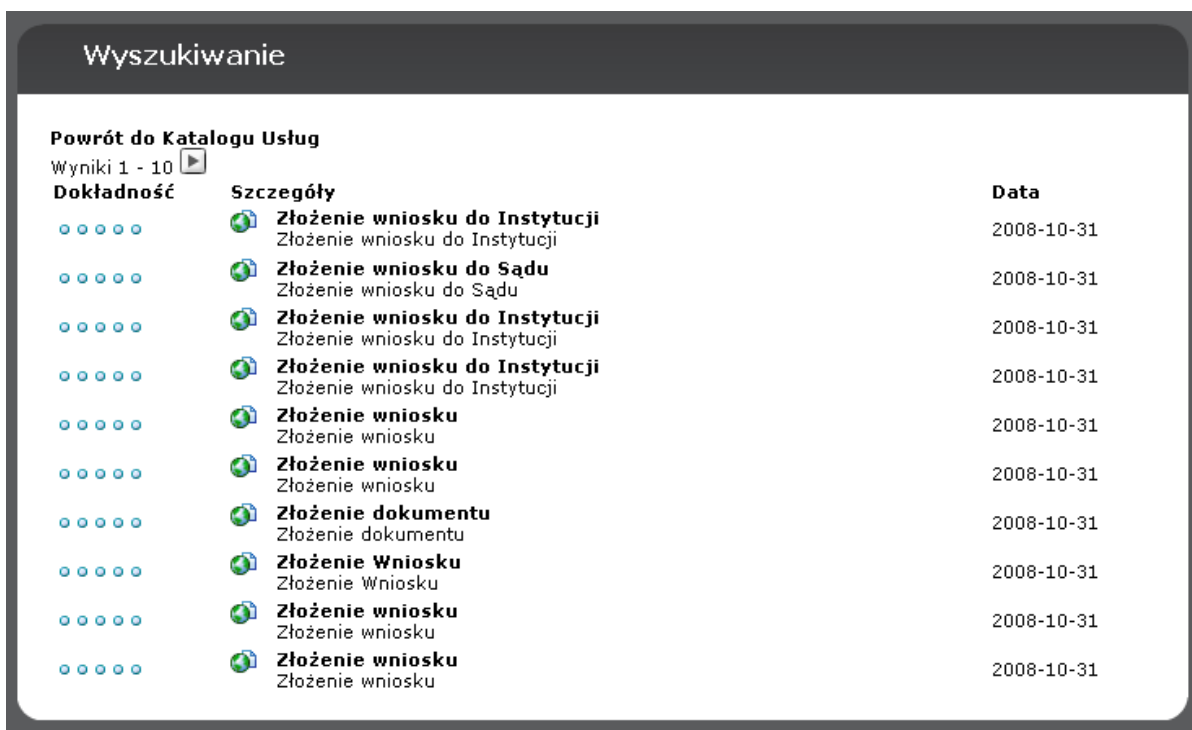 Wyszukiwanie
Powrót do Katalogu Usług
Wyniki 1 - 10
Dokładność Szczegóły Data
Złożenie wniosku do Instytucji
Złożenie wniosku do Instytucji
2008-10-31
Złożenie wniosku do Sądu
Złożenie wniosku do Sądu
2008-10-31
Złożenie wniosku do Instytucji
Złożenie wniosku do Instytucji
2008-10-31
Złożenie wniosku do Instytucji
Złożenie wniosku do Instytucji
2008-10-31
Złożenie wniosku
Złożenie wniosku
2008-10-31
Złożenie wniosku
Złożenie wniosku
2008-10-31
Złożenie dokumentu
Złożenie dokumentu
2008-10-31
Złożenie Wniosku
Złożenie Wniosku
2008-10-31
Złożenie wniosku
Złożenie wniosku
2008-10-31
Złożenie wniosku
Złożenie wniosku
2008-10-31